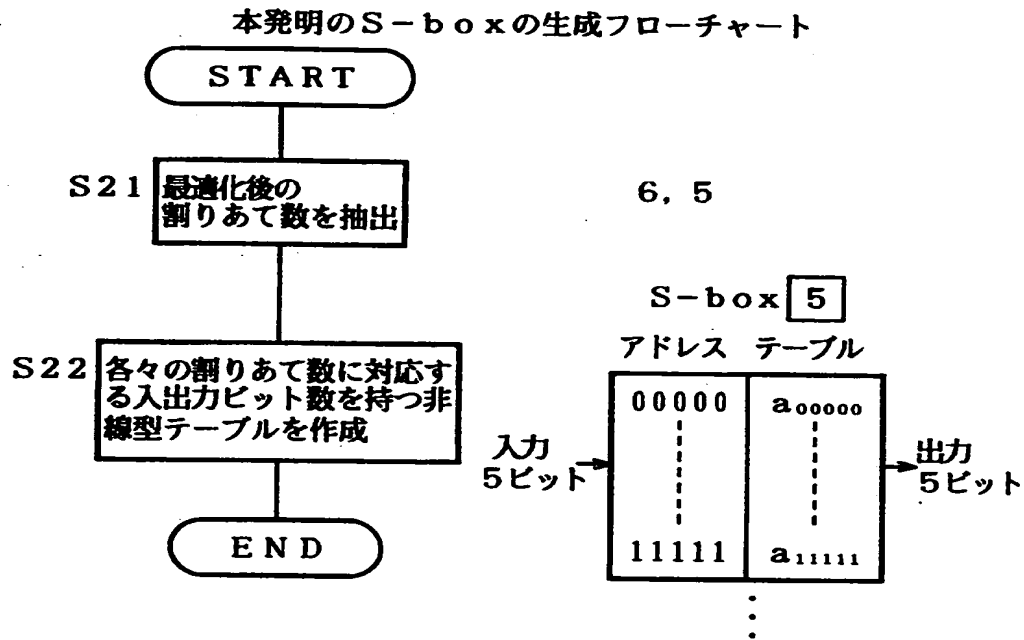 本発明のS-boxの生成フローチャート
START
S21
最適化後の
割りあて数を抽出
S22
各々の割りあて数に対応す
る入出力ビット数を持つ非
線型テーブルを作成
END
6, 5
S-box 5
アドレス テーブル
00000 a00000
11111 a11111
入力
5ビット
出力
5ビット